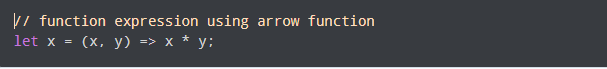 // function expression using arrow function
let x = (x, y) => x * y;